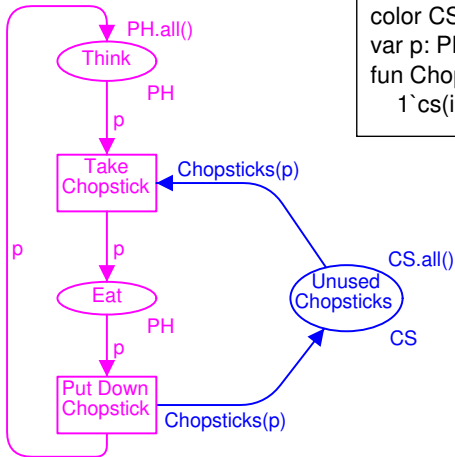 color CS
var p: PH
fun Chop
1`cs(i
PH.all()
Think
PH
p
Take
Chopstick
Chopsticks(p)
p
p
CS.all()
Unused
Chopsticks
CS
Eat
PH
p
Put Down
Chopstick
Chopsticks(p)